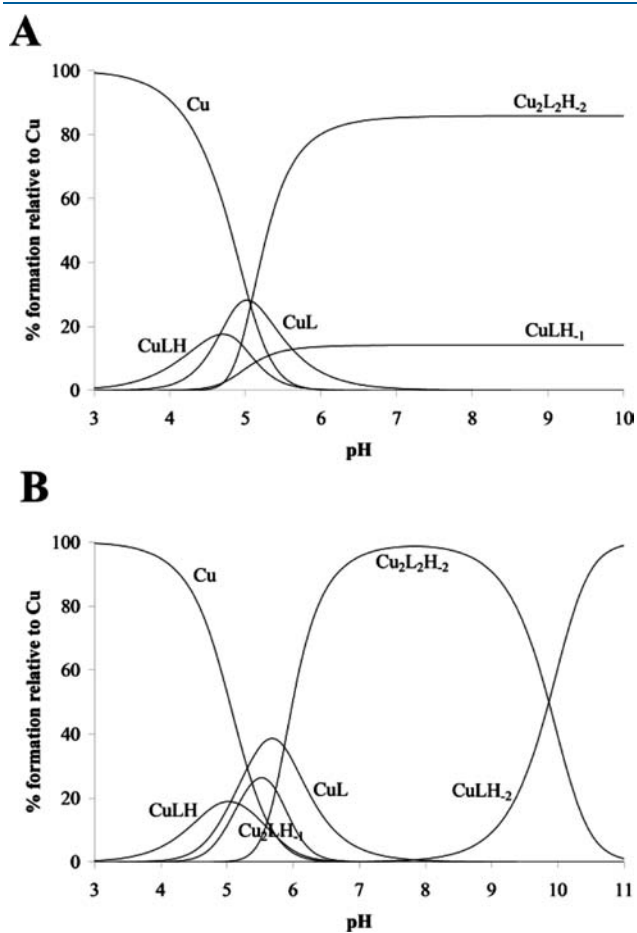 A
100
80
60
40
20
0
% formation relative to Cu
Cu
Cu₂L₂H₋₂
CuLH
CuL
CuLH₋₁
3 4 5 6 7 8 9 10
pH
B
100
80
60
40
20
0
% formation relative to Cu
Cu
Cu₂L₂H₋₂
CuLH
Cu₂LH₋₁
CuL
CuLH₋₂
3 4 5 6 7 8 9 10 11
pH